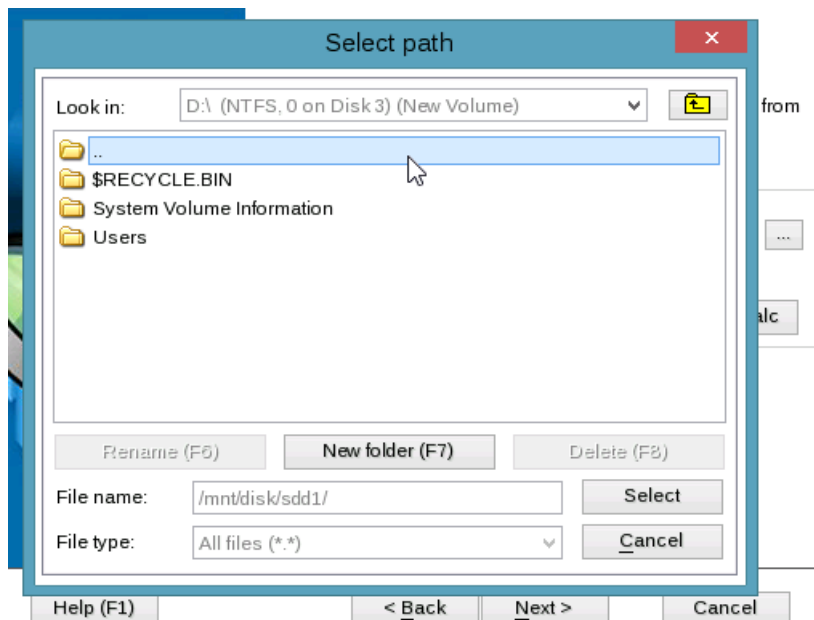 Select path
from
Look in:
D:\ (NTFS, 0 on Disk 3) (New Volume)
..
$RECYCLE.BIN
System Volume Information
Users
...
Rename (F6)
New folder (F7)
Delete (F8)
File name:
/mnt/disk/sdd1/
Select
File type:
All files (*.*)
Cancel
Help (F1)
< Back
Next >
Cancel